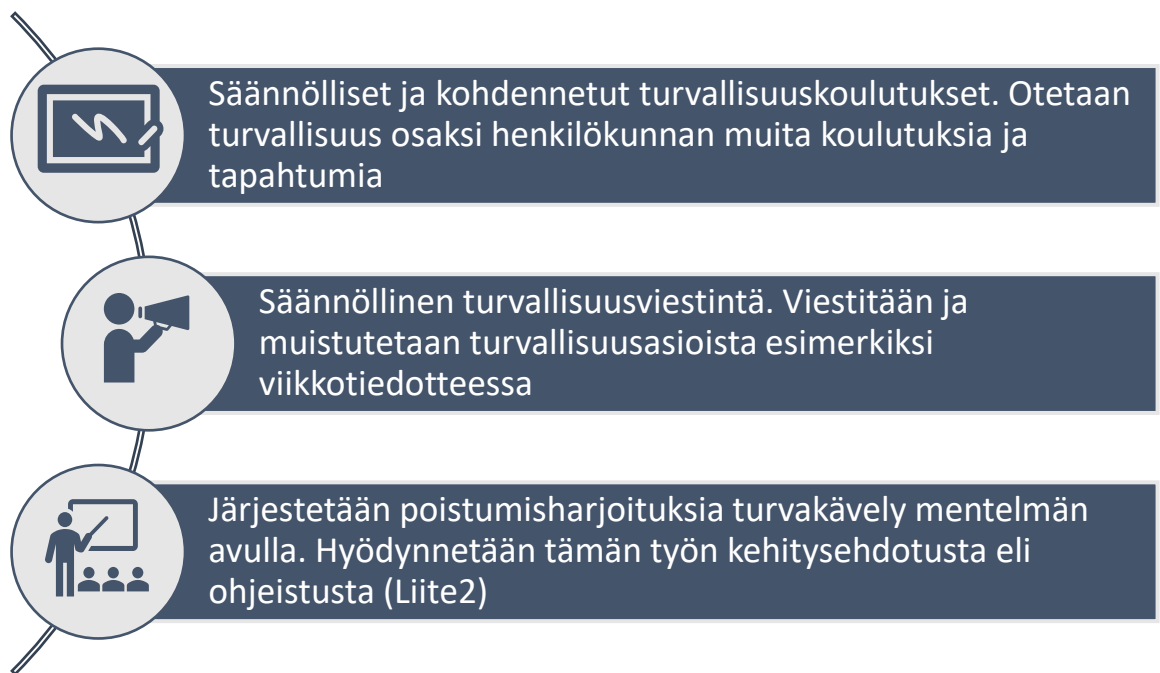 Säännölliset ja kohdennetut turvallisuuskoulutukset. Otetaan
turvallisuus osaksi henkilökunnan muita koulutuksia ja
tapahtumia
Säännöllinen turvallisuusviestintä. Viestitään ja
muistutetaan turvallisuusasioista esimerkiksi
viikkotiedotteessa
Järjestetään poistumisharjoituksia turvakävely mentelmän
avulla. Hyödynnetään tämän työn kehitysehdotusta eli
ohjeistusta (Liite2)